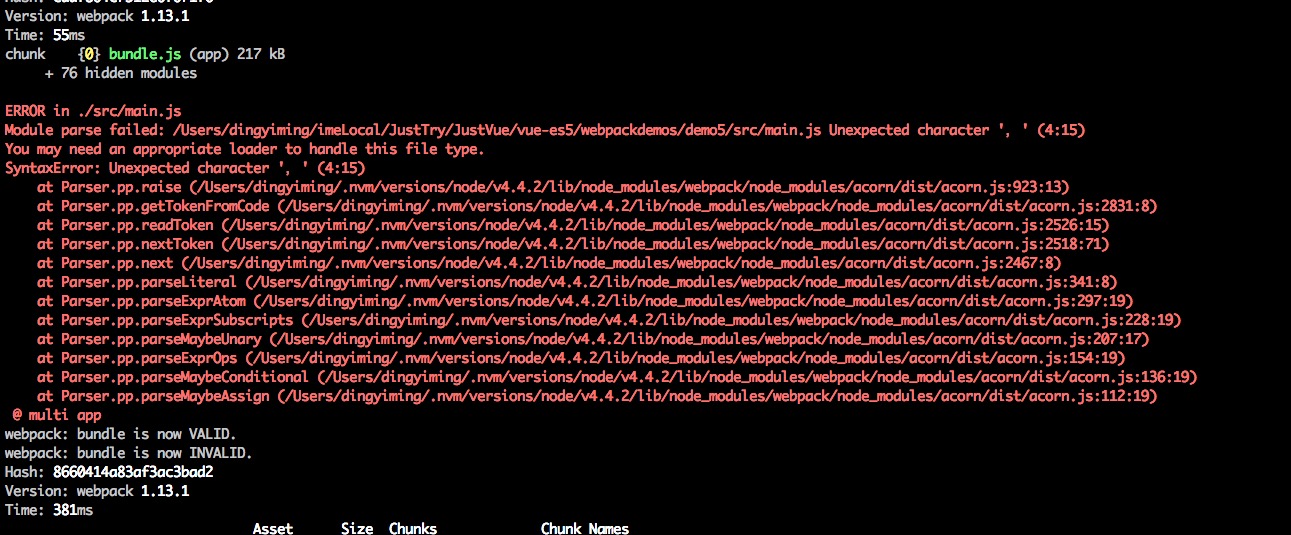 Version: webpack 1.13.1
Time: 55ms
chunk    {0} bundle.js (app) 217 kB
     + 76 hidden modules
ERROR in ./src/main.js
Module parse failed: /Users/dingyiming/imeLocal/JustTry/JustVue/vue-es5/webpackdemos/demo5/src/main.js Unexpected character '，' (4:15)
You may need an appropriate loader to handle this file type.
SyntaxError: Unexpected character '，' (4:15)
    at Parser.pp.raise (/Users/dingyiming/.nvm/versions/node/v4.4.2/lib/node_modules/webpack/node_modules/acorn/dist/acorn.js:923:13)
    at Parser.pp.getTokenFromCode (/Users/dingyiming/.nvm/versions/node/v4.4.2/lib/node_modules/webpack/node_modules/acorn/dist/acorn.js:2831:8)
    at Parser.pp.readToken (/Users/dingyiming/.nvm/versions/node/v4.4.2/lib/node_modules/webpack/node_modules/acorn/dist/acorn.js:2526:15)
    at Parser.pp.nextToken (/Users/dingyiming/.nvm/versions/node/v4.4.2/lib/node_modules/webpack/node_modules/acorn/dist/acorn.js:2518:71)
    at Parser.pp.next (/Users/dingyiming/.nvm/versions/node/v4.4.2/lib/node_modules/webpack/node_modules/acorn/dist/acorn.js:2467:8)
    at Parser.pp.parseLiteral (/Users/dingyiming/.nvm/versions/node/v4.4.2/lib/node_modules/webpack/node_modules/acorn/dist/acorn.js:341:8)
    at Parser.pp.parseExprAtom (/Users/dingyiming/.nvm/versions/node/v4.4.2/lib/node_modules/webpack/node_modules/acorn/dist/acorn.js:297:19)
    at Parser.pp.parseExprSubscripts (/Users/dingyiming/.nvm/versions/node/v4.4.2/lib/node_modules/webpack/node_modules/acorn/dist/acorn.js:228:19)
    at Parser.pp.parseMaybeUnary (/Users/dingyiming/.nvm/versions/node/v4.4.2/lib/node_modules/webpack/node_modules/acorn/dist/acorn.js:207:17)
    at Parser.pp.parseExprOps (/Users/dingyiming/.nvm/versions/node/v4.4.2/lib/node_modules/webpack/node_modules/acorn/dist/acorn.js:154:19)
    at Parser.pp.parseMaybeConditional (/Users/dingyiming/.nvm/versions/node/v4.4.2/lib/node_modules/webpack/node_modules/acorn/dist/acorn.js:136:19)
    at Parser.pp.parseMaybeAssign (/Users/dingyiming/.nvm/versions/node/v4.4.2/lib/node_modules/webpack/node_modules/acorn/dist/acorn.js:112:19)
 @ multi app
webpack: bundle is now VALID.
webpack: bundle is now INVALID.
Hash: 8660414a83af3ac3bad2
Version: webpack 1.13.1
Time: 381ms
Asset      Size  Chunks             Chunk Names